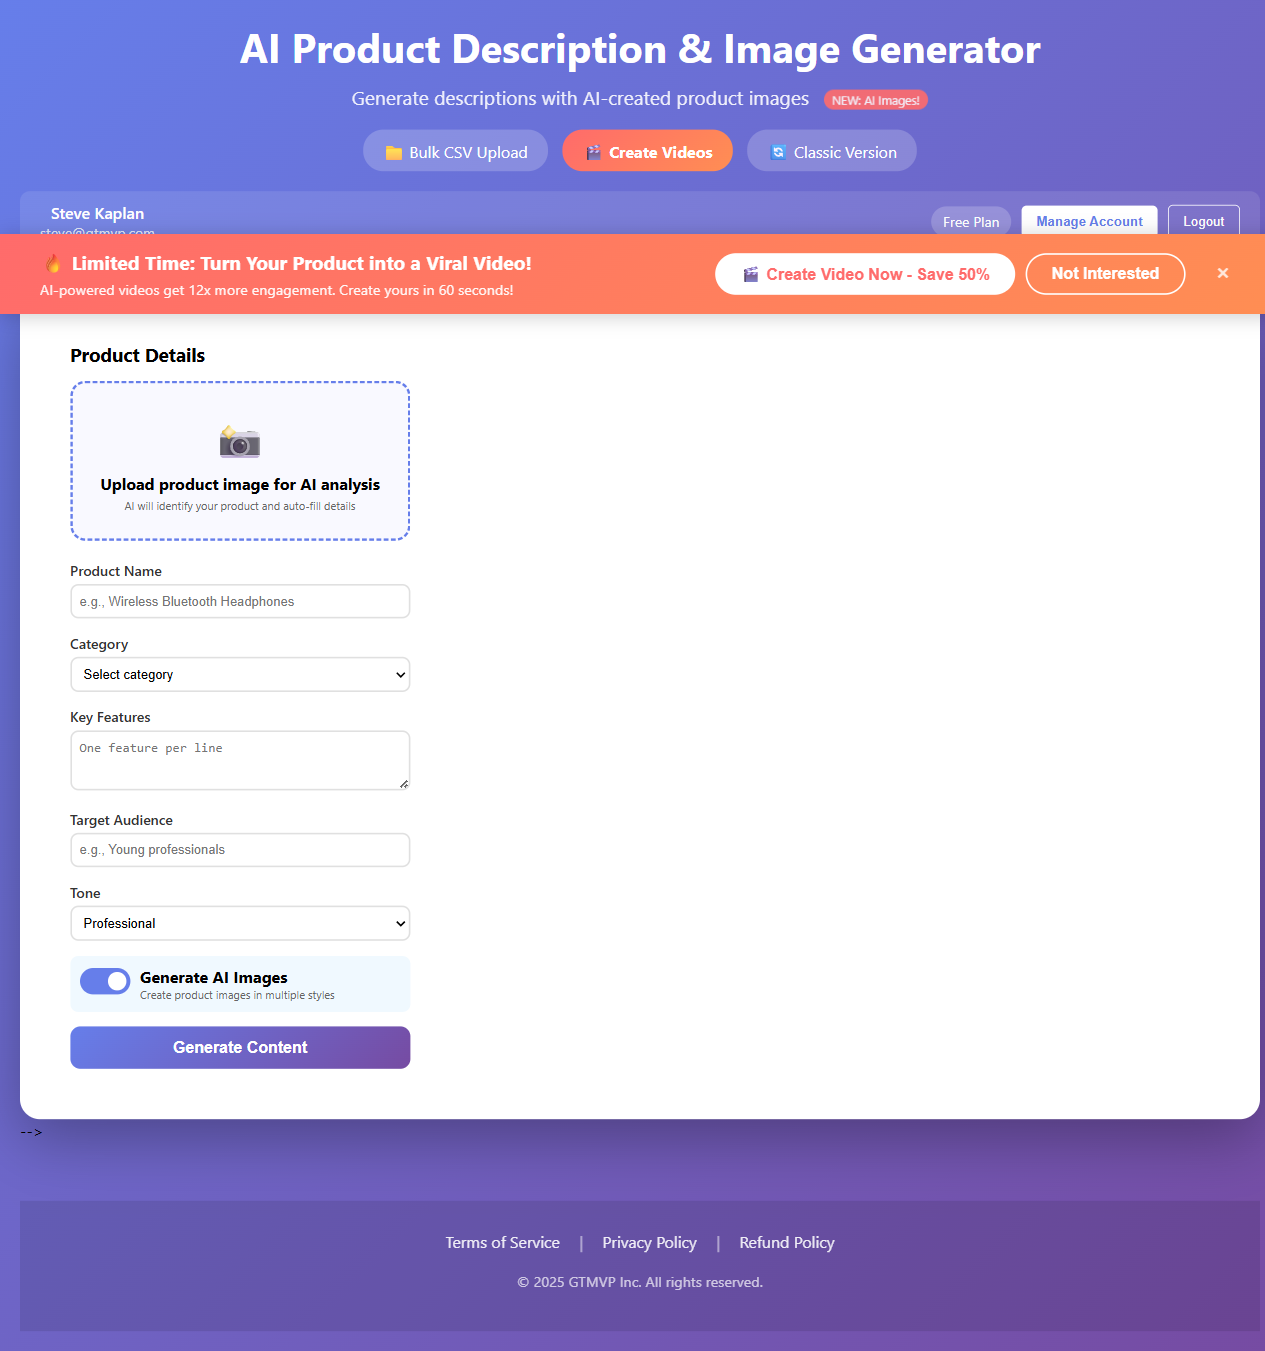 AI Product Description & Image Generator
Generate descriptions with AI-created product images NEW: AI Images!
Bulk CSV Upload Create Videos Classic Version
Steve Kaplan
steve@gtmvp.com
Free Plan Manage Account Logout
Limited Time: Turn Your Product into a Viral Video!
AI-powered videos get 12x more engagement. Create yours in 60 seconds!
Create Video Now - Save 50% Not Interested ×
Product Details
Upload product image for AI analysis
AI will identify your product and auto-fill details
Product Name
e.g., Wireless Bluetooth Headphones
Category
Select category
Key Features
One feature per line
Target Audience
e.g., Young professionals
Tone
Professional
Generate AI Images
Create product images in multiple styles
Generate Content
-->
Terms of Service | Privacy Policy | Refund Policy
© 2025 GTMVP Inc. All rights reserved.